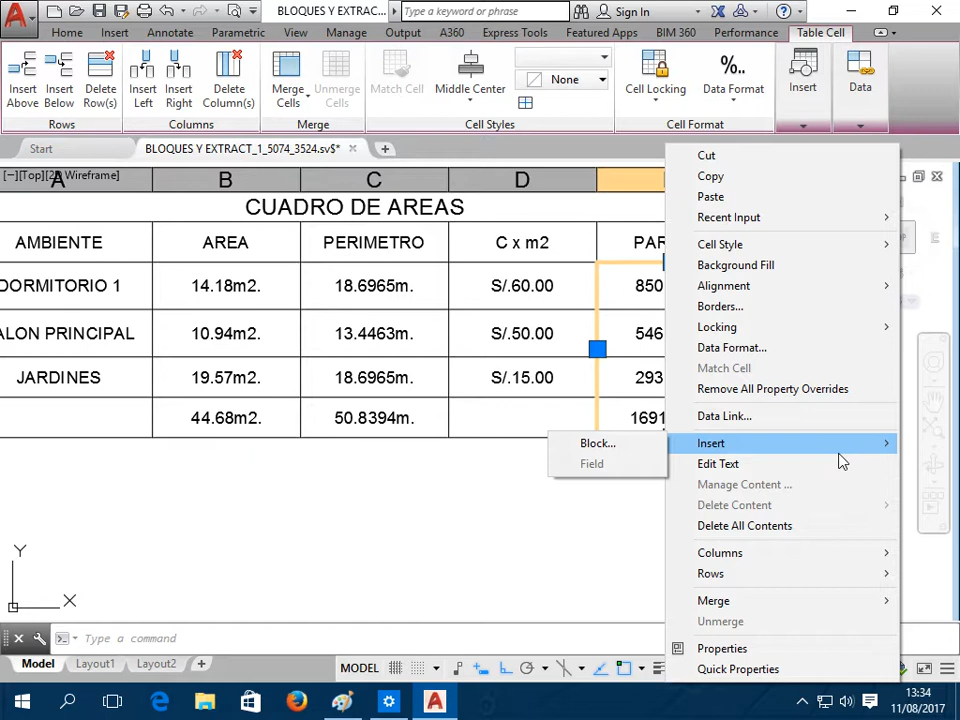 BLOQUES Y EXTRACT...
Type a keyword or phrase
Sign In
Home
Insert
Annotate
Parametric
View
Manage
Output
A360
Express Tools
Featured Apps
BIM 360
Performance
Table Cell
Insert Above
Insert Below
Delete Row(s)
Insert Left
Insert Right
Delete Column(s)
Merge Cells
Unmerge Cells
Match Cell
Middle Center
None
Cell Locking
%..
Data Format
Insert
Data
Rows
Columns
Merge
Cell Styles
Cell Format
Start
BLOQUES Y EXTRACT_1_5074_3524.sv$*
[−][Top][2D Wireframe]
A B C D
CUADRO DE AREAS
AMBIENTE AREA PERIMETRO C x m2 PAR
DORMITORIO 1 14.18m2. 18.6965m. S/.60.00 850
ALON PRINCIPAL 10.94m2. 13.4463m. S/.50.00 546
JARDINES 19.57m2. 18.6965m. S/.15.00 293
44.68m2. 50.8394m. 1691
Cut
Copy
Paste
Recent Input
Cell Style
Background Fill
Alignment
Borders...
Locking
Data Format...
Match Cell
Remove All Property Overrides
Data Link...
Insert
Edit Text
Manage Content ...
Delete Content
Delete All Contents
Columns
Rows
Merge
Unmerge
Properties
Quick Properties
Block...
Field
Y
X
Type a command
Model
Layout1
Layout2
MODEL
13:34
11/08/2017